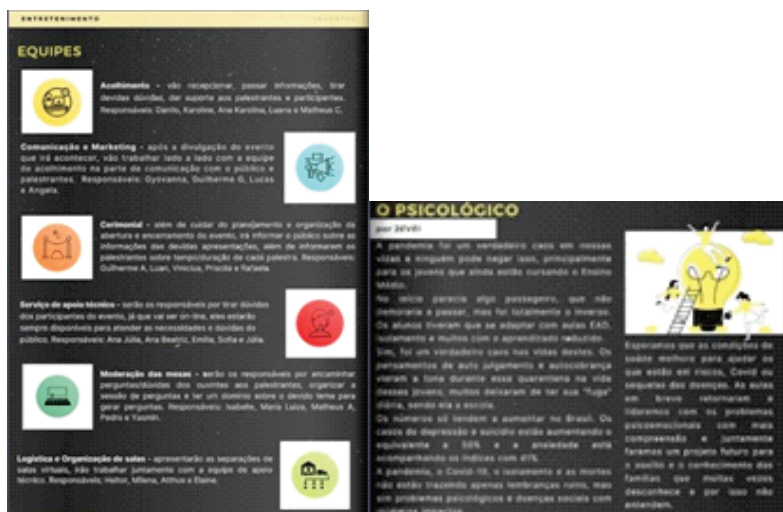 ENTRETENIMENTO
EQUIPES
Acolhimento - vão recepcionar, passar informações, tirar
devidas dúvidas, dar suporte aos palestrantes e participantes.
Responsáveis: Danilo, Karoline, Ana Karolina, Luana e Matheus C.
Comunicação e Marketing - após a divulgação do evento
que irá acontecer, vão trabalhar lado a lado com a equipe
de acolhimento na parte de comunicação com o público e
palestrantes. Responsáveis: Gyovanna, Guilherme G, Lucas
e Angela.
Cerimonial - além de cuidar do planejamento e organização da
abertura e encerramento do evento, irá informar o público sobre as
informações das devidas apresentações, além de informarem os
palestrantes sobre tempo/duração de cada palestra. Responsáveis:
Guilherme A, Luan, Vinicius, Priscila e Rafaela.
Serviço de apoio técnico - serão os responsáveis por tirar dúvidas
dos participantes do evento, já que vai ser on-line, eles estarão
sempre disponíveis para atender as necessidades e dúvidas do
público. Responsáveis: Ana Júlia, Ana Beatriz, Emilia, Sofia e Júlia.
Moderação das mesas - serão os responsáveis por encaminhar
perguntas/dúvidas dos ouvintes aos palestrantes, organizar a
sessão de perguntas e ter um domínio sobre o devido tema para
gerar perguntas. Responsáveis: Isabelle, Maria Luiza, Matheus A,
Pedro e Yasmin.
Logística e Organização de salas - apresentarão as separações de
salas virtuais, irão trabalhar juntamente com a equipe de apoio
técnico. Responsáveis: Heitor, Milena, e Elaine.
O PSICOLÓGICO
por
A pandemia foi um verdadeiro caos em nossas
vidas e ninguém pode negar isso, principalmente
para os jovens que ainda estão cursando o Ensino
Médio.
No início parecia algo passageiro, que não
demoraria a passar, mas foi totalmente o inverso.
Os alunos tiveram que se adaptar com aulas EAD,
isolamento e muitos com o aprendizado reduzido.
Sim, foi um verdadeiro caos nas vidas destes. Os
pensamentos de auto julgamento e autocobrança
vieram a tona durante essa quarentena na vida
desses jovens, muitos deixaram de ter sua "fuga"
diária, sendo ela a escola.
Os números só tendem a aumentar no Brasil. Os
casos de depressão e suicídio estão aumentando o
equivalente a 50% e a ansiedade está
acompanhando os índices com 41%.
A pandemia, o Covid-19, o isolamento e as mortes
não estão trazendo apenas lembranças ruins, mas
sim problemas psicológicos e doenças sociais com
números
Esperamos que as condições de
saúde melhore para ajudar os
que estão em riscos, Covid ou
sequelas das doenças. As aulas
em breve retornaram e
lidaremos com os problemas
psicoemocionais com mais
compreensão e juntamente
faremos um projeto futuro para
o auxílio e o conhecimento das
famílias que muitas vezes
desconhece e por isso não
entendem.